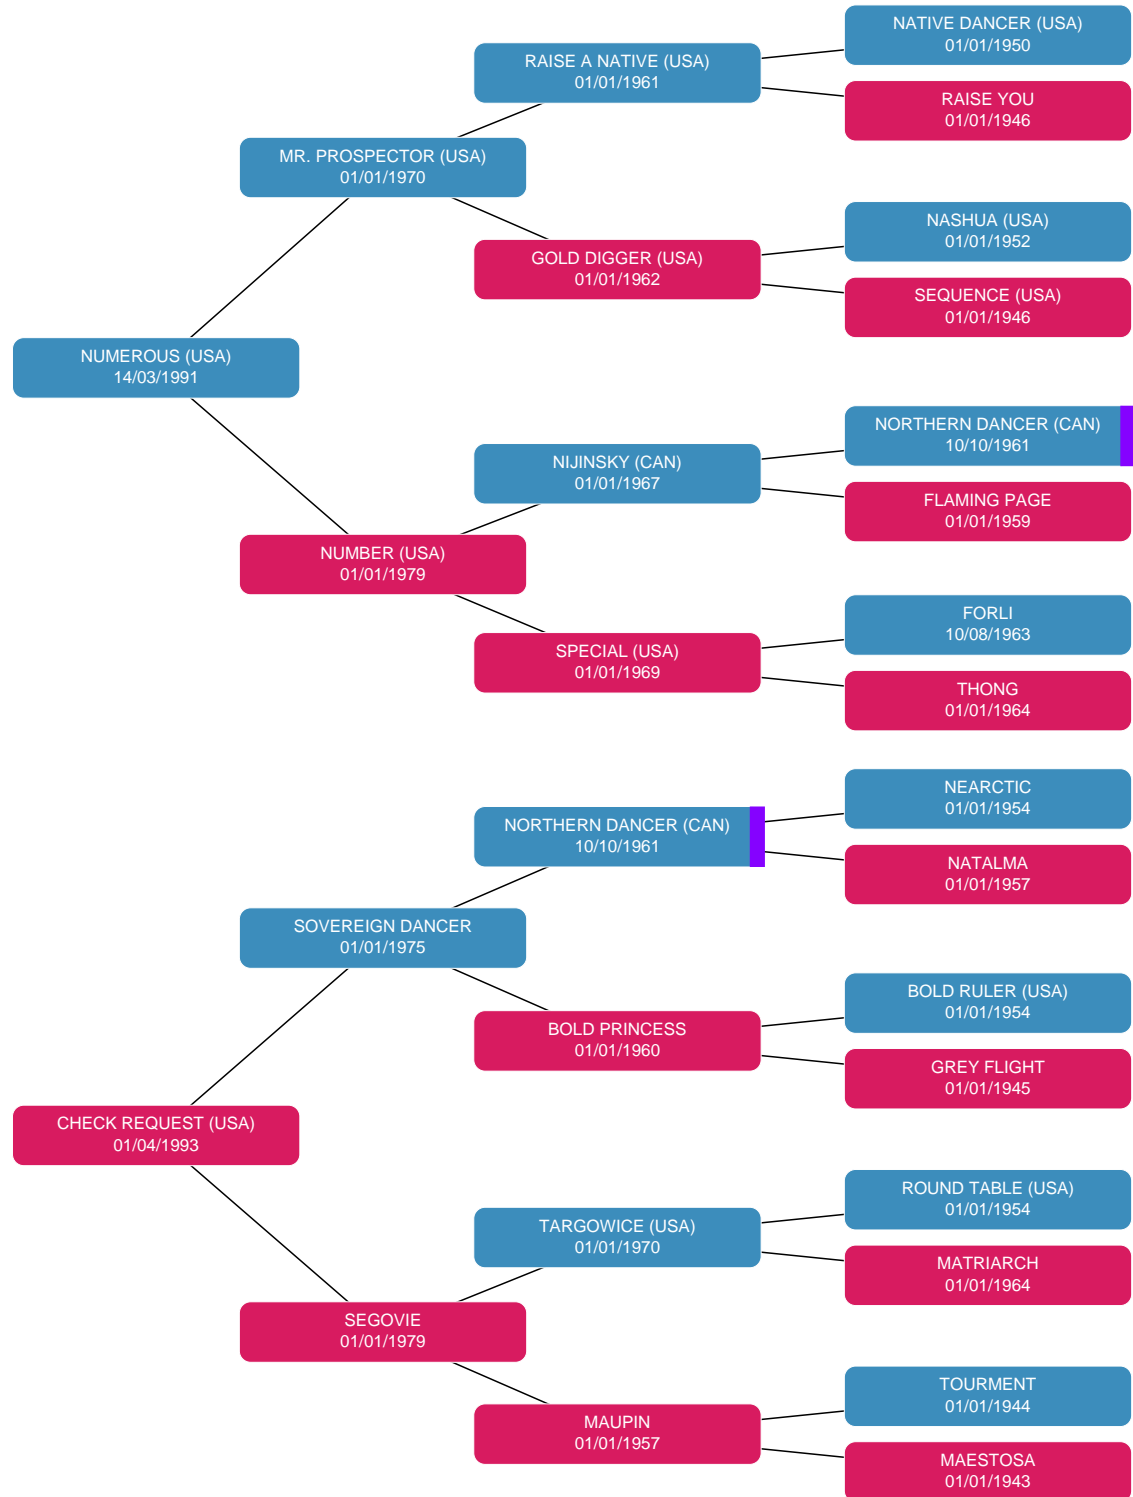 NATIVE DANCER (USA)
01/01/1950
RAISE A NATIVE (USA)
01/01/1961
RAISE YOU
01/01/1946
MR. PROSPECTOR (USA)
01/01/1970
NASHUA (USA)
01/01/1952
GOLD DIGGER (USA)
01/01/1962
SEQUENCE (USA)
01/01/1946
NUMEROUS (USA)
14/03/1991
NORTHERN DANCER (CAN)
10/10/1961
NIJINSKY (CAN)
01/01/1967
FLAMING PAGE
01/01/1959
NUMBER (USA)
01/01/1979
FORLI
10/08/1963
SPECIAL (USA)
01/01/1969
THONG
01/01/1964
NEARCTIC
01/01/1954
NORTHERN DANCER (CAN)
10/10/1961
NATALMA
01/01/1957
SOVEREIGN DANCER
01/01/1975
BOLD RULER (USA)
01/01/1954
BOLD PRINCESS
01/01/1960
GREY FLIGHT
01/01/1945
CHECK REQUEST (USA)
01/04/1993
ROUND TABLE (USA)
01/01/1954
TARGOWICE (USA)
01/01/1970
MATRIARCH
01/01/1964
SEGOVIE
01/01/1979
TOURMENT
01/01/1944
MAUPIN
01/01/1957
MAESTOSA
01/01/1943